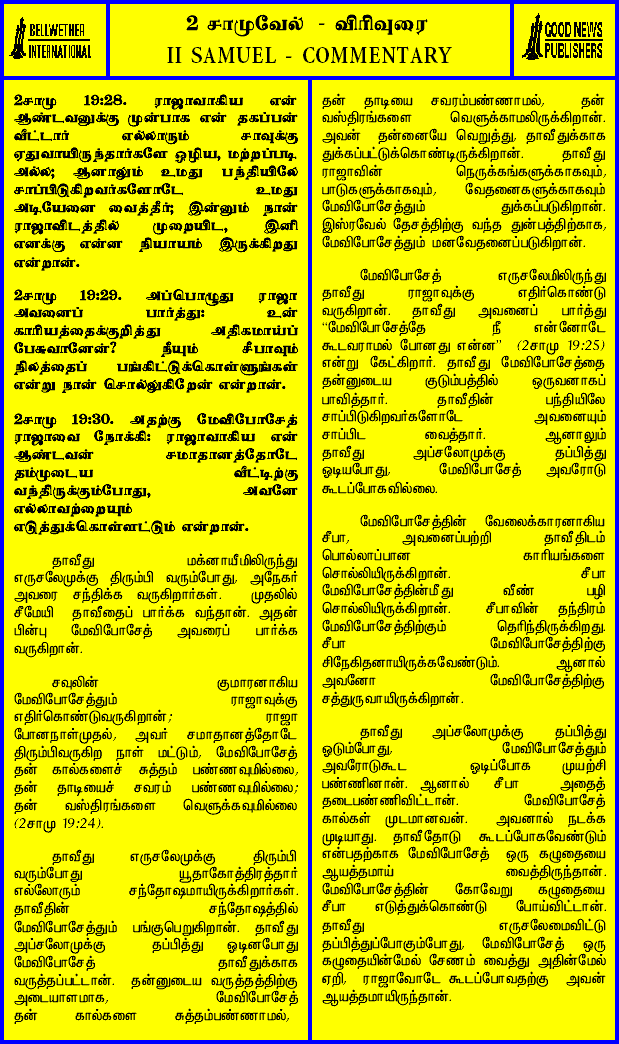 BELLWETHER
INTERNATIONAL
2 சாமுவேல் - விரிவுரை
II SAMUEL - COMMENTARY
GOOD NEWS
PUBLISHERS
2சாமு 19:28. ராஜாவாகிய என்
ஆண்டவனுக்கு முன்பாக என் தகப்பன்
வீட்டார் எல்லாரும் சாவுக்கு
ஏதுவாயிருந்தார்களே ஒழிய, மற்றப்படி
அல்ல; ஆனாலும் உமது பந்தியிலே
சாப்பிடுகிறவர்களோடே உமது
அடியேனை வைத்தீர்; இன்னும் நான்
ராஜாவிடத்தில் முறையிட, இனி
எனக்கு என்ன நியாயம் இருக்கிறது
என்றான்.
2சாமு 19:29. அப்பொழுது ராஜா
அவனைப் பார்த்து: உன்
காரியத்தைக்குறித்து அதிகமாய்ப்
பேசுவானேன்? நீயும் சீபாவும்
நிலத்தைப் பங்கிட்டுக்கொள்ளுங்கள்
என்று நான் சொல்லுகிறேன் என்றான்.
2சாமு 19:30. அதற்கு மேவிபோசேத்
ராஜாவை நோக்கி: ராஜாவாகிய என்
ஆண்டவன் சமாதானத்தோடே
தம்முடைய வீட்டிற்கு
வந்திருக்கும்போது, அவனே
எல்லாவற்றையும்
எடுத்துக்கொள்ளட்டும் என்றான்.
தாவீது மக்னாயீமிலிருந்து
எருசலேமுக்கு திரும்பி வரும்போது, அநேகர்
அவரை சந்திக்க வருகிறார்கள். முதலில்
சீமேயி தாவீதைப் பார்க்க வந்தான். அதன்
பின்பு மேவிபோசேத் அவரைப் பார்க்க
வருகிறான்.
சவுலின் குமாரனாகிய
மேவிபோசேத்தும் ராஜாவுக்கு
எதிர்கொண்டுவருகிறான்; ராஜா
போனநாள்முதல், அவர் சமாதானத்தோடே
திரும்பிவருகிற நாள் மட்டும், மேவிபோசேத்
தன் கால்களைச் சுத்தம் பண்ணவுமில்லை,
தன் தாடியைச் சவரம் பண்ணவுமில்லை;
தன் வஸ்திரங்களை வெளுக்கவுமில்லை
(2சாமு 19:24).
தாவீது எருசலேமுக்கு திரும்பி
வரும்போது யூதாகோத்திரத்தார்
எல்லோரும் சந்தோஷமாயிருக்கிறார்கள்.
தாவீதின் சந்தோஷத்தில்
மேவிபோசேத்தும் பங்குபெறுகிறான். தாவீது
அப்சலோமுக்கு தப்பித்து ஓடினபோது
மேவிபோசேத் தாவீதுக்காக
வருத்தப்பட்டான். தன்னுடைய வருத்தத்திற்கு
அடையாளமாக, மேவிபோசேத்
தன் கால்களை சுத்தம்பண்ணாமல்,
தன் தாடியை சவரம்பண்ணாமல், தன்
வஸ்திரங்களை வெளுக்காமலிருக்கிறான்.
அவன் தன்னையே வெறுத்து, தாவீதுக்காக
துக்கப்பட்டுக்கொண்டிருக்கிறான். தாவீது
ராஜாவின் நெருக்கங்களுக்காகவும்,
பாடுகளுக்காகவும், வேதனைகளுக்காகவும்
மேவிபோசேத்தும் துக்கப்படுகிறான்.
இஸ்ரவேல் தேசத்திற்கு வந்த துன்பத்திற்காக,
மேவிபோசேத்தும் மனவேதனைப்படுகிறான்.
மேவிபோசேத் எருசலேமிலிருந்து
தாவீது ராஜாவுக்கு எதிர்கொண்டு
வருகிறான். தாவீது அவனைப் பார்த்து
“மேவிபோசேத்தே நீ என்னோடே
கூடவராமல் போனது என்ன” (2சாமு 19:25)
என்று கேட்கிறார். தாவீது மேவிபோசேத்தை
தன்னுடைய குடும்பத்தில் ஒருவனாகப்
பாவித்தார். தாவீதின் பந்தியிலே
சாப்பிடுகிறவர்களோடே அவனையும்
சாப்பிட வைத்தார். ஆனாலும்
தாவீது அப்சலோமுக்கு தப்பித்து
ஓடியபோது, மேவிபோசேத் அவரோடு
கூடப்போகவில்லை.
மேவிபோசேத்தின் வேலைக்காரனாகிய
சீபா, அவனைப்பற்றி தாவீதிடம்
பொல்லாப்பான காரியங்களை
சொல்லியிருக்கிறான். சீபா
மேவிபோசேத்தின்மீது வீண் பழி
சொல்லியிருக்கிறான். சீபாவின் தந்திரம்
மேவிபோசேத்திற்கும் தெரிந்திருக்கிறது.
சீபா மேவிபோசேத்திற்கு
சிநேகிதனாயிருக்கவேண்டும். ஆனால்
அவனோ மேவிபோசேத்திற்கு
சத்துருவாயிருக்கிறான்.
தாவீது அப்சலோமுக்கு தப்பித்து
ஓடும்போது, மேவிபோசேத்தும்
அவரோடுகூட ஓடிப்போக முயற்சி
பண்ணினான். ஆனால் சீபா அதைத்
தடைபண்ணிவிட்டான். மேவிபோசேத்
கால்கள் முடமானவன். அவனால் நடக்க
முடியாது. தாவீதோடு கூடப்போகவேண்டும்
என்பதற்காக மேவிபோசேத் ஒரு கழுதையை
ஆயத்தமாய் வைத்திருந்தான்.
மேவிபோசேத்தின் கோவேறு கழுதையை
சீபா எடுத்துக்கொண்டு போய்விட்டான்.
தாவீது எருசலேமைவிட்டு
தப்பித்துப்போகும்போது, மேவிபோசேத் ஒரு
கழுதையின்மேல் சேணம் வைத்து அதின்மேல்
ஏறி, ராஜாவோடே கூடப்போவதற்கு அவன்
ஆயத்தமாயிருந்தான்.